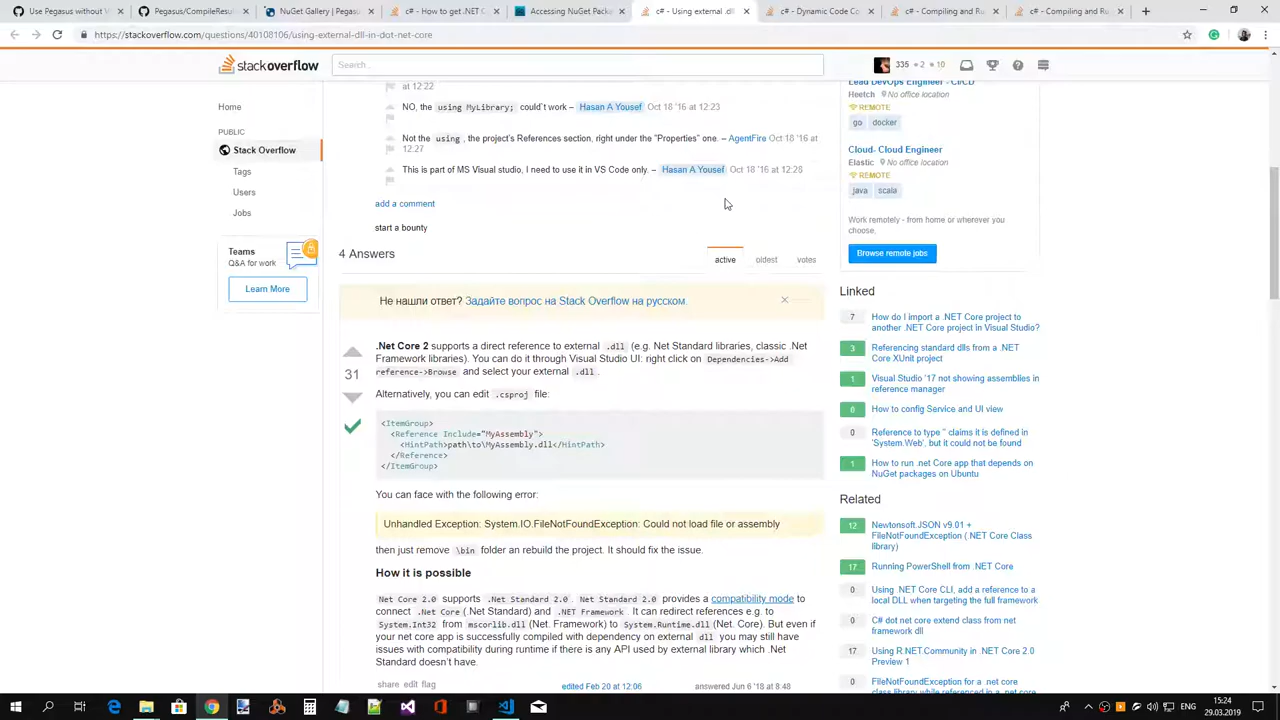 Use Pegasus withou
Pegasus/CompileRes
NuGet Gallery | Pegas
c# - How to get .NET C
Accessing NuGet Packa
c# - Using external .dl
c# - Dynamic Code Co
c# - Compiling and Ru
https://stackoverflow.com/questions/40108106/using-external-dll-in-dot-net-core
stackoverflow
Search...
335 2 10
at 12:22
NO, the using MyLibrary; could`t work – Hasan A Yousef Oct 18 '16 at 12:23
Not the using, the project's References section, right under the "Properties" one. – AgentFire Oct 18 '16 at
12:27
This is part of MS Visual studio, I need to use it in VS Code only. – Hasan A Yousef Oct 18 '16 at 12:28
add a comment
start a bounty
Home
PUBLIC
Stack Overflow
Tags
Users
Jobs
Teams
Q&A for work
Learn More
4 Answers
active oldest votes
Не нашли ответ? Задайте вопрос на Stack Overflow на русском.
31
.Net Core 2 supports a direct reference to external .dll (e.g. Net Standard libraries, classic .Net
Framework libraries). You can do it through Visual Studio UI: right click on Dependencies->Add
reference->Browse and select your external .dll.
Alternatively, you can edit .cproj file:
<ItemGroup>
<Reference Include="MyAssembly">
<HintPath>path\to\MyAssembly.dll</HintPath>
</Reference>
</ItemGroup>
You can face with the following error:
Unhandled Exception: System.IO.FileNotFoundException: Could not load file or assembly
then just remove \bin folder an rebuild the project. It should fix the issue.
How it is possible
Net Core 2.0 supports .Net Standard 2.0. Net Standard 2.0 provides a compatibility mode to
connect .Net Core (.Net Standard) and .NET Framework. It can redirect references e.g. to
System.Int32 from mscorlib.dll (Net. Framework) to System.Runtime.dll (Net. Core). But even if
your net core app is successfully compiled with dependency on external dll you may still have
issues with compatibility during runtime if there is any API used by external library which .Net
Standard doesn't have.
share edit flag
edited Feb 20 at 12:06
answered Jun 6 '18 at 8:48
Lead DevOps Engineer - CI/CD
Heetch No office location
REMOTE
go docker
Cloud- Cloud Engineer
Elastic No office location
REMOTE
java scala
Work remotely - from home or wherever you
choose.
Browse remote jobs
Linked
7 How do I import a .NET Core project to
another .NET Core project in Visual Studio?
3 Referencing standard dlls from a .NET
Core XUnit project
1 Visual Studio '17 not showing assemblies in
reference manager
0 How to config Service and UI view
0 Reference to type '' claims it is defined in
'System.Web', but it could not be found
1 How to run .net Core app that depends on
NuGet packages on Ubuntu
Related
12 Newtonsoft.JSON v9.01 +
FileNotFoundException (.NET Core Class
library)
17 Running PowerShell from .NET Core
0 Using .NET Core CLI, add a reference to a
local DLL when targeting the full framework
0 C# dot net core extend class from net
framework dll
17 Using R.NET.Community in .NET Core 2.0
Preview 1
0 FileNotFoundException for a .net core
class library while referenced in a .net core
ENG
15:24
29.03.2019